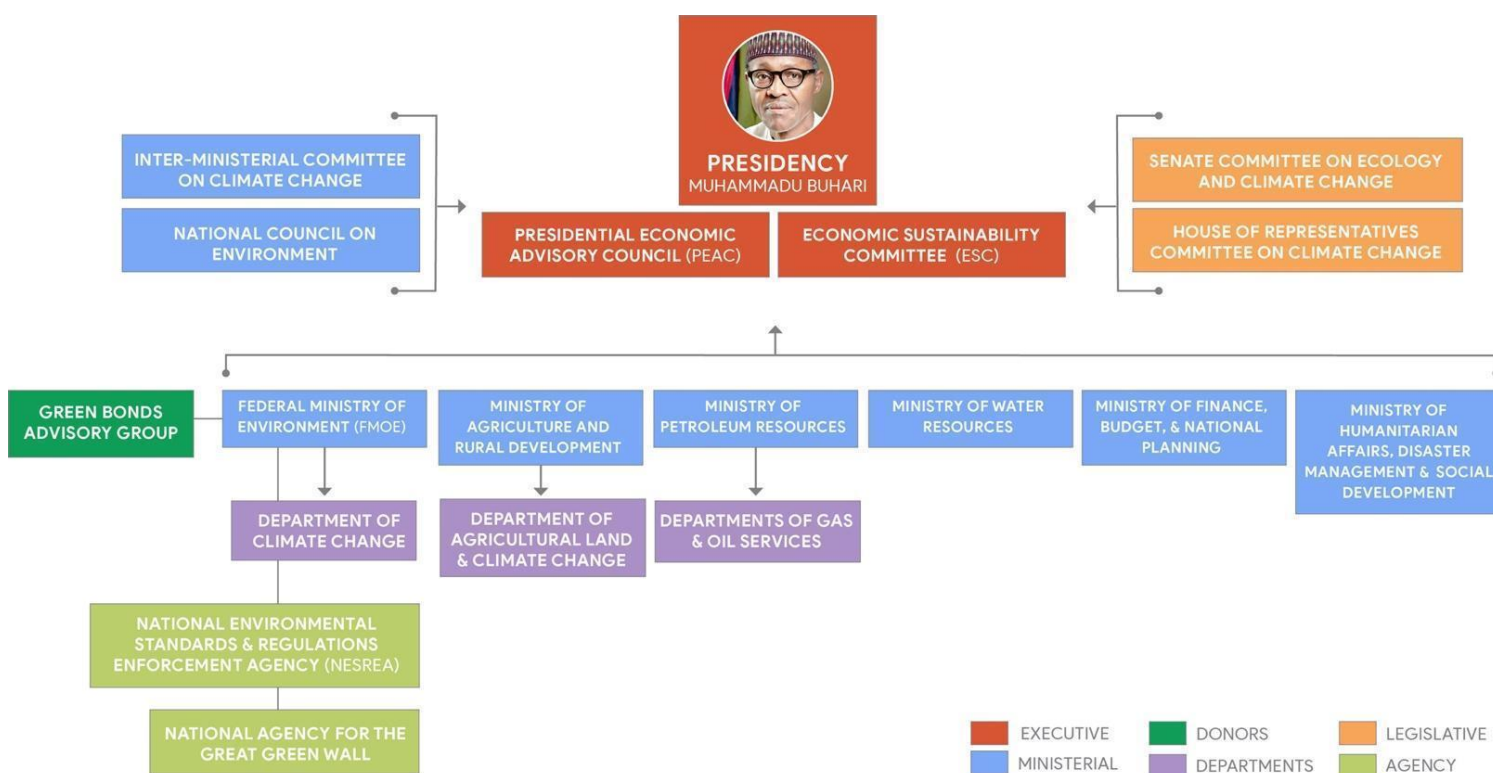 PRESIDENCY
MUHAMMADU BUHARI
INTER-MINISTERIAL COMMITTEE
ON CLIMATE CHANGE
NATIONAL COUNCIL ON
ENVIRONMENT
PRESIDENTIAL ECONOMIC
ADVISORY COUNCIL (PEAC)
ECONOMIC SUSTAINABILITY
COMMITTEE (ESC)
SENATE COMMITTEE ON ECOLOGY
AND CLIMATE CHANGE
HOUSE OF REPRESENTATIVES
COMMITTEE ON CLIMATE CHANGE
GREEN BONDS
ADVISORY GROUP
FEDERAL MINISTRY OF
ENVIRONMENT (FMOE)
MINISTRY OF
AGRICULTURE AND
RURAL DEVELOPMENT
MINISTRY OF
PETROLEUM RESOURCES
MINISTRY OF WATER
RESOURCES
MINISTRY OF FINANCE,
BUDGET, & NATIONAL
PLANNING
MINISTRY OF
HUMANITARIAN
AFFAIRS, DISASTER
MANAGEMENT & SOCIAL
DEVELOPMENT
DEPARTMENT OF
CLIMATE CHANGE
DEPARTMENT OF
AGRICULTURAL LAND
& CLIMATE CHANGE
DEPARTMENTS OF GAS
& OIL SERVICES
NATIONAL ENVIRONMENTAL
STANDARDS & REGULATIONS
ENFORCEMENT AGENCY (NESREA)
NATIONAL AGENCY FOR THE
GREAT GREEN WALL
EXECUTIVE
DONORS
LEGISLATIVE
MINISTERIAL
DEPARTMENTS
AGENCY